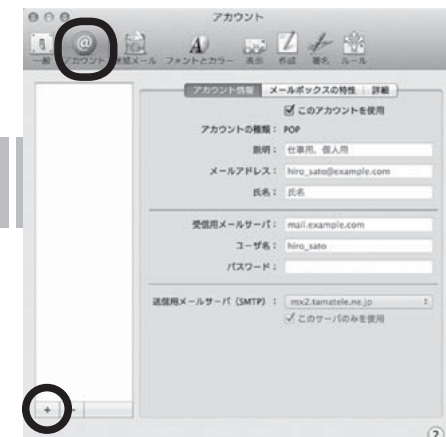 アカウント
一般 アカウント 迷惑メール フォントとカラー 表示 作成 署名 ルール
アカウント情報 メールボックスの特性 詳細
このアカウントを使用
アカウントの種類： POP
説明： 仕事用、個人用
メールアドレス： hiro_sato@example.com
氏名： 氏名
受信用メールサーバ： mail.example.com
ユーザ名： hiro_sato
パスワード：
送信用メールサーバ（SMTP）： mx2.tamatele.ne.jp
このサーバのみを使用